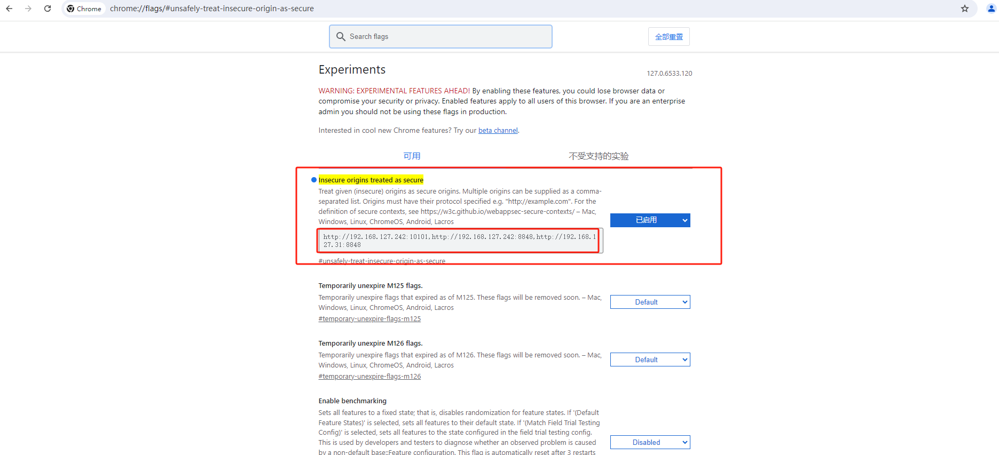 Chrome
chrome://flags/#unsafely-treat-insecure-origin-as-secure
Search flags
全部重置
Experiments
127.0.6533.120
WARNING: EXPERIMENTAL FEATURES AHEAD! By enabling these features, you could lose browser data or
compromise your security or privacy. Enabled features apply to all users of this browser. If you are an enterprise
admin you should not be using these flags in production.
Interested in cool new Chrome features? Try our beta channel.
可用
不受支持的实验
Insecure origins treated as secure
Treat given (insecure) origins as secure origins. Multiple origins can be supplied as a comma-
separated list. Origins must have their protocol specified e.g. "http://example.com". For the
definition of secure contexts, see https://w3c.github.io/webappsec-secure-contexts/ – Mac,
Windows, Linux, ChromeOS, Android, Lacros
已启用
http://192.168.127.242:10101,http://192.168.127.242:8848,http://192.168.1
27.31:8848
#unsafely-treat-insecure-origin-as-secure
Temporarily unexpire M125 flags.
Temporarily unexpire flags that expired as of M125. These flags will be removed soon. – Mac,
Windows, Linux, ChromeOS, Android, Lacros
Default
#temporary-unexpire-flags-m125
Temporarily unexpire M126 flags.
Temporarily unexpire flags that expired as of M126. These flags will be removed soon. – Mac,
Windows, Linux, ChromeOS, Android, Lacros
Default
#temporary-unexpire-flags-m126
Enable benchmarking
Sets all features to a fixed state; that is, disables randomization for feature states. If '(Default
Feature States)' is selected, sets all features to their default state. If '(Match Field Trial Testing
Config)' is selected, sets all features to the state configured in the field trial testing config.
This is used by developers and testers to diagnose whether an observed problem is caused
Disabled
by a non-default base::Feature configuration. This flag is automatically reset after 3 restarts